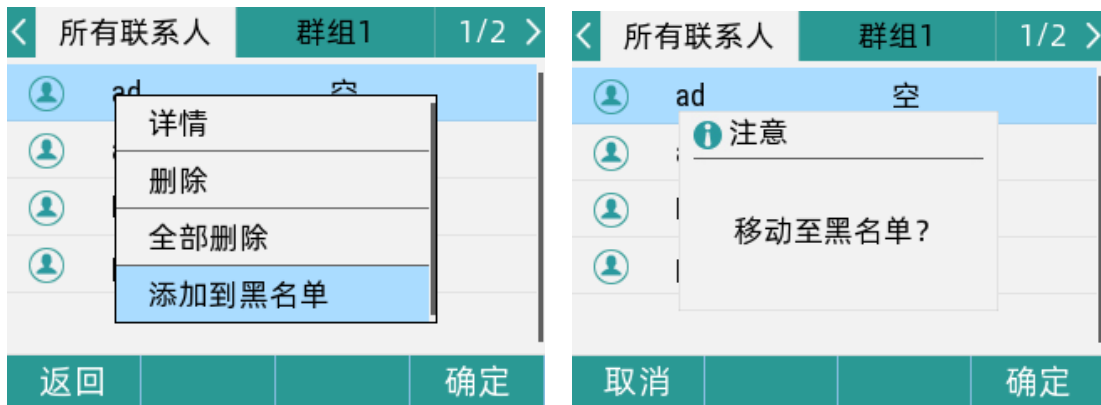 所有联系人 群组1 1/2
ad 空
详情
删除
全部删除
添加到黑名单
返回 确定
所有联系人 群组1 1/2
ad 空
注意
移动至黑名单?
取消 确定